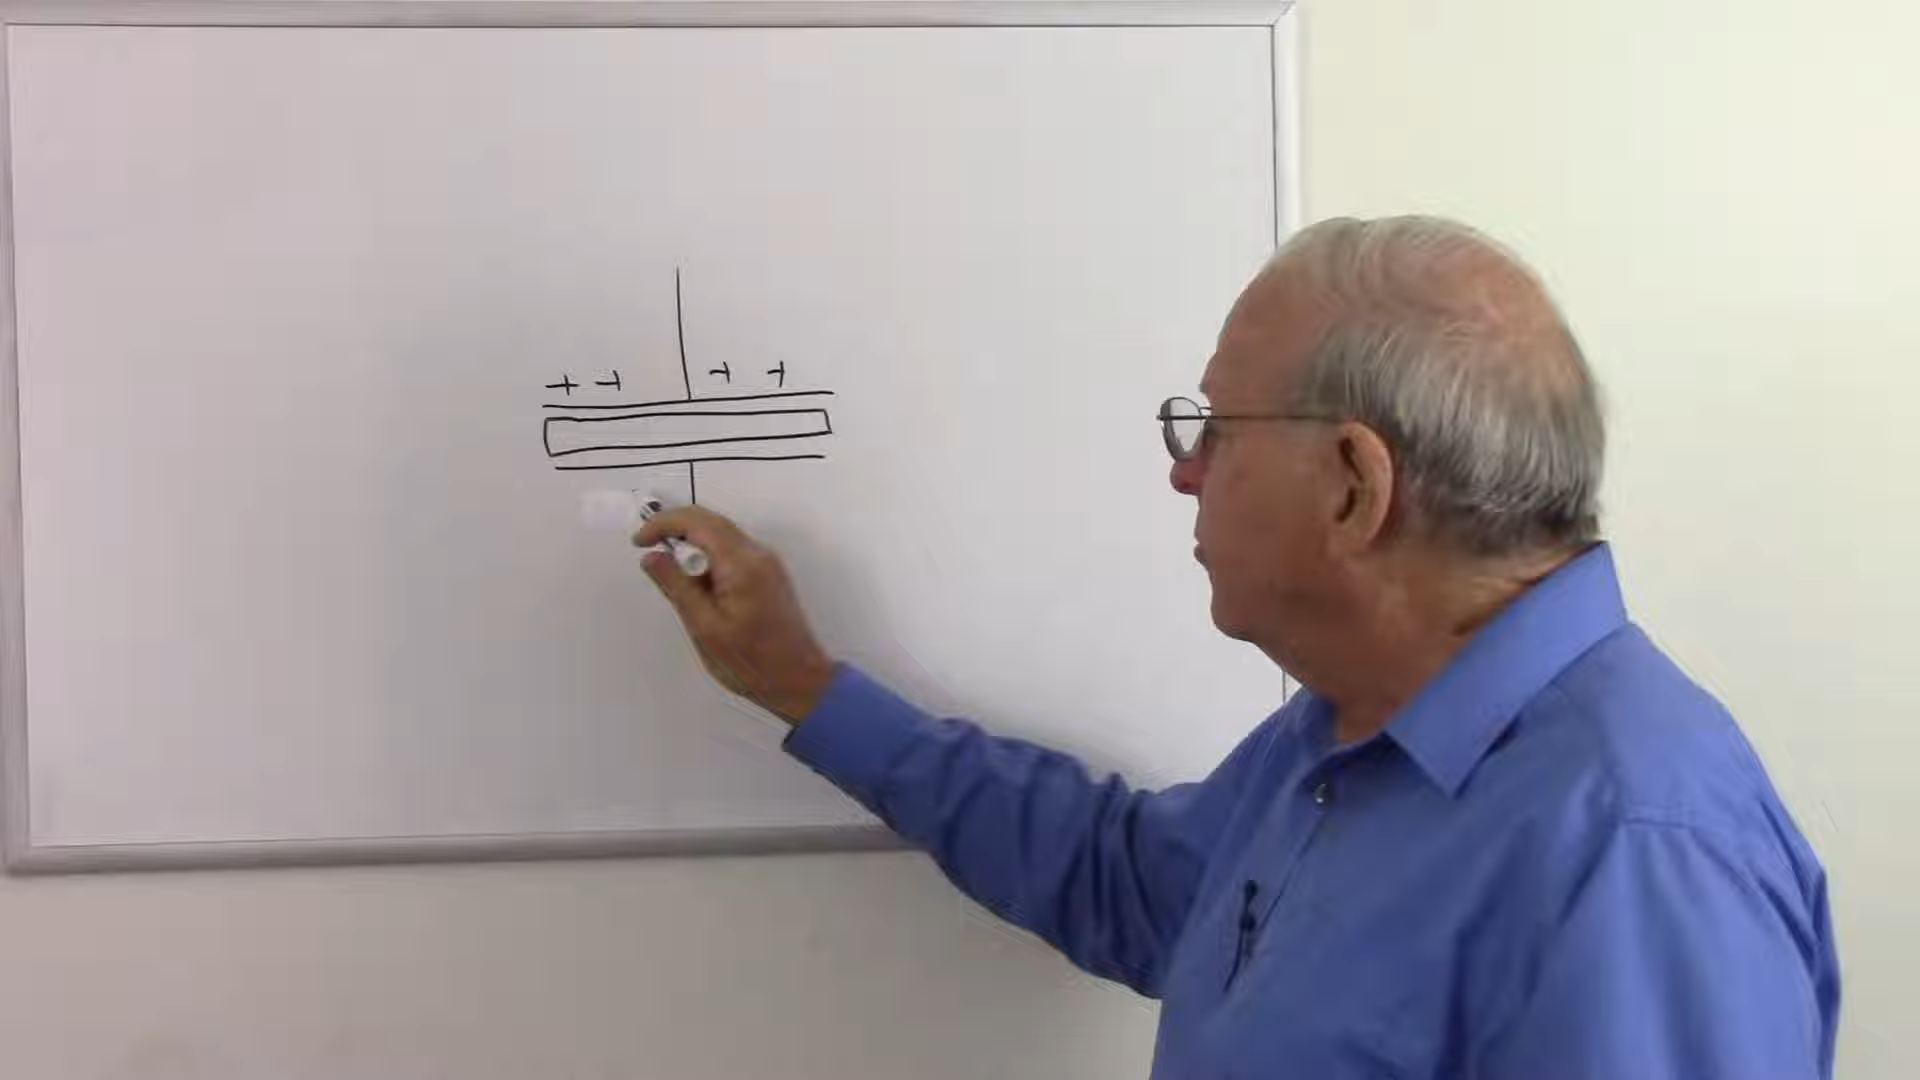 + + + +